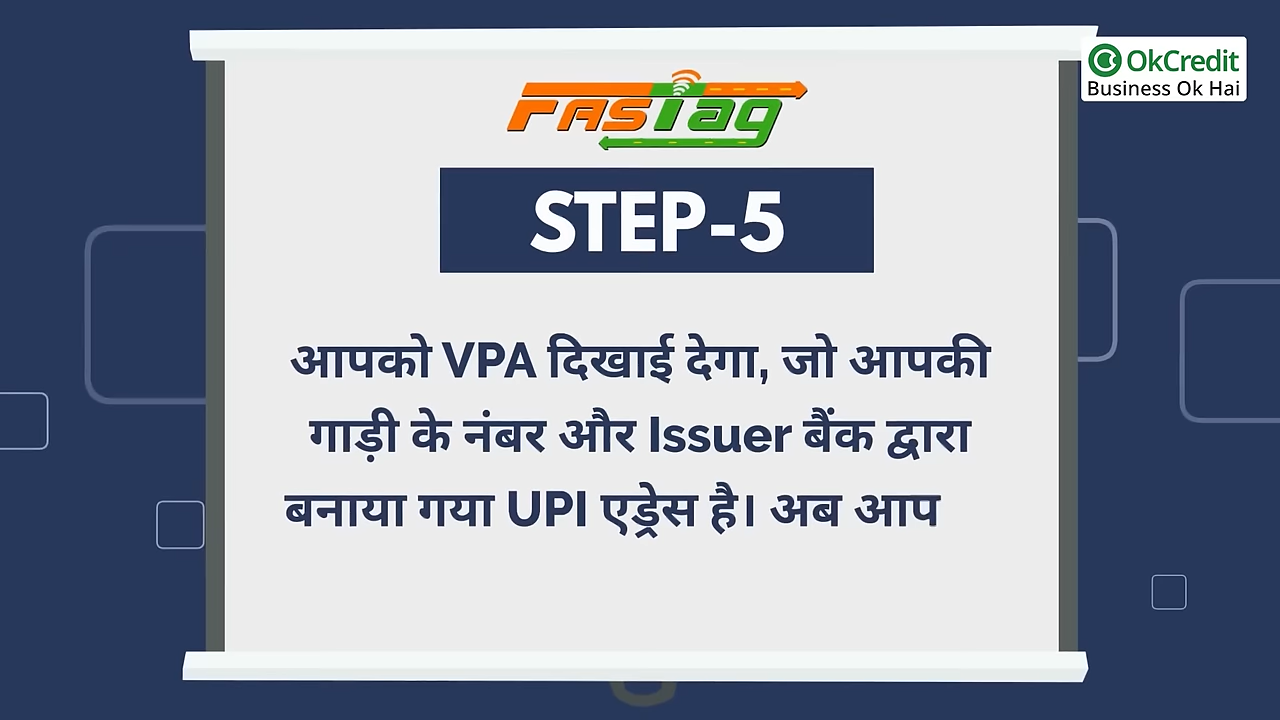 OkCredit
Business Ok Hai
FASTag
STEP-5
आपको VPA दिखाई देगा, जो आपकी
गाड़ी के नंबर और Issuer बैंक द्वारा
बनाया गया UPI एड्रेस है। अब आप